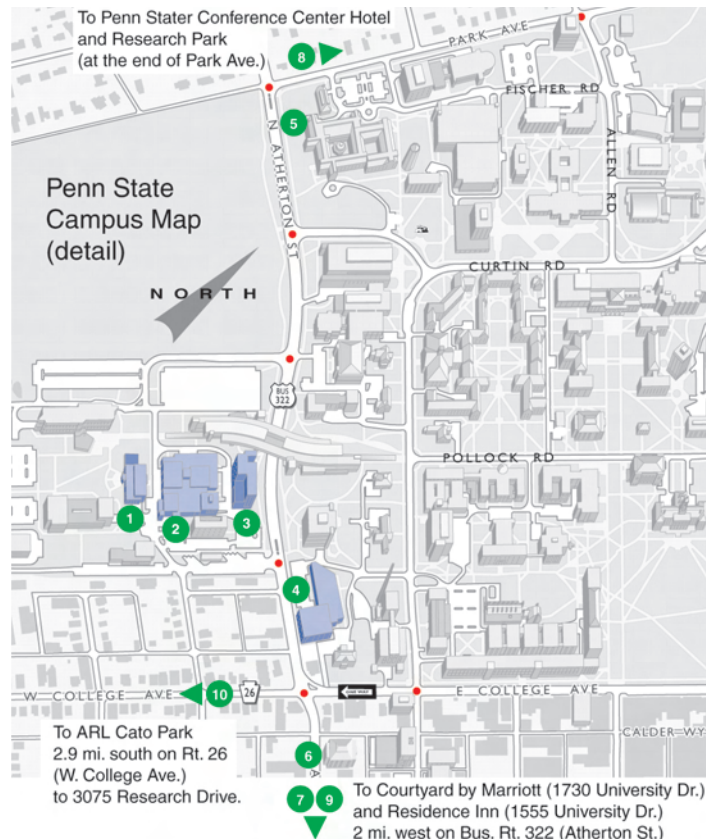 To Penn Stater Conference Center Hotel
and Research Park
(at the end of Park Ave.)
8
PARK AVE
5
FISCHER RD
N ATHERTON ST
ALLEN RD
Penn State
Campus Map
(detail)
NORTH
CURTIN RD
BUS
322
POLLOCK RD
1
2
3
4
W COLLEGE AVE
10
26
ONE WAY
E COLLEGE AVE
CALDER WY
To ARL Cato Park
2.9 mi. south on Rt. 26
(W. College Ave.)
to 3075 Research Drive.
6
A
7
9
To Courtyard by Marriott (1730 University Dr.)
and Residence Inn (1555 University Dr.)
2 mi. west on Bus. Rt. 322 (Atherton St.)